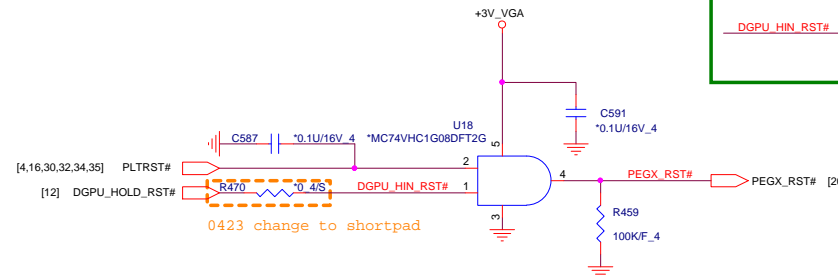 +3V_VGA
DGPU_HIN_RST#
C591
*0.1U/16V_4
U18
C587 *0.1U/16V_4 *MC74VHC1G08DFT2G
5
[4,16,30,32,34,35] PLTRST# 2
4 PEGX_RST# PEGX_RST#
[12] DGPU_HOLD_RST# R470 *0_4/S DGPU_HIN_RST# 1
3
R459
0423 change to shortpad
100K/F_4